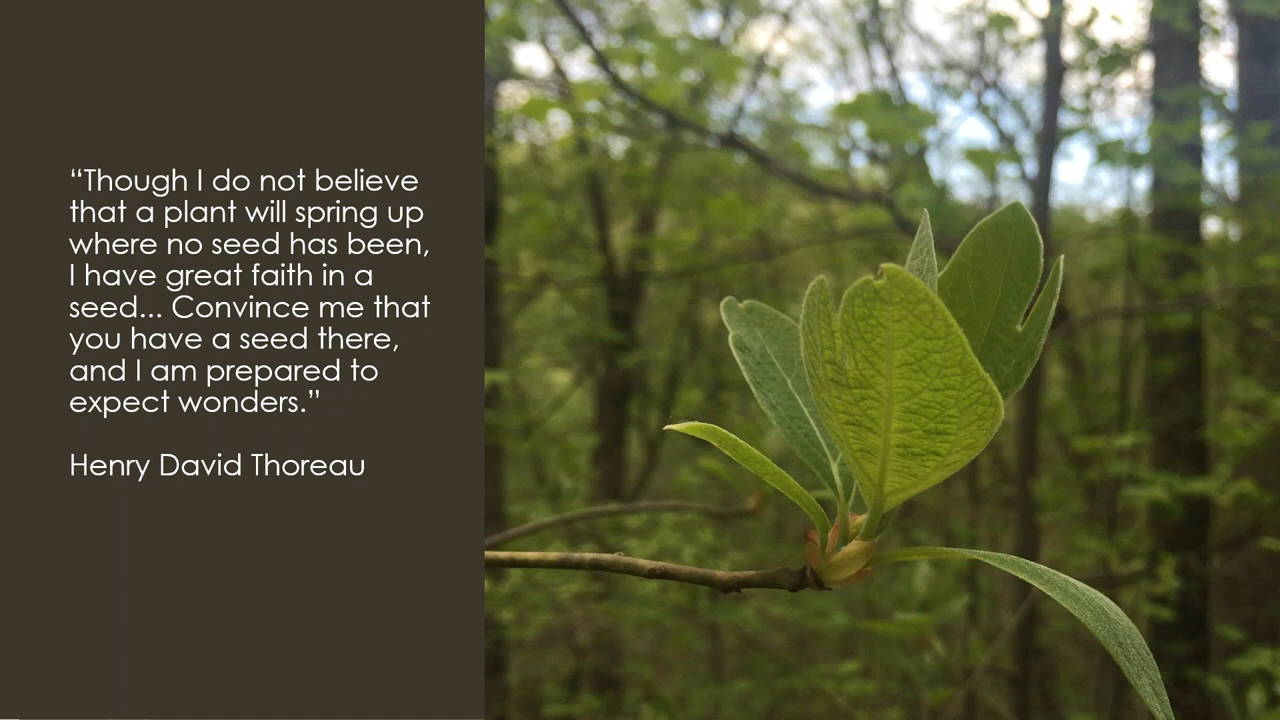 “Though I do not believe
that a plant will spring up
where no seed has been,
I have great faith in a
seed... Convince me that
you have a seed there,
and I am prepared to
expect wonders.”
Henry David Thoreau